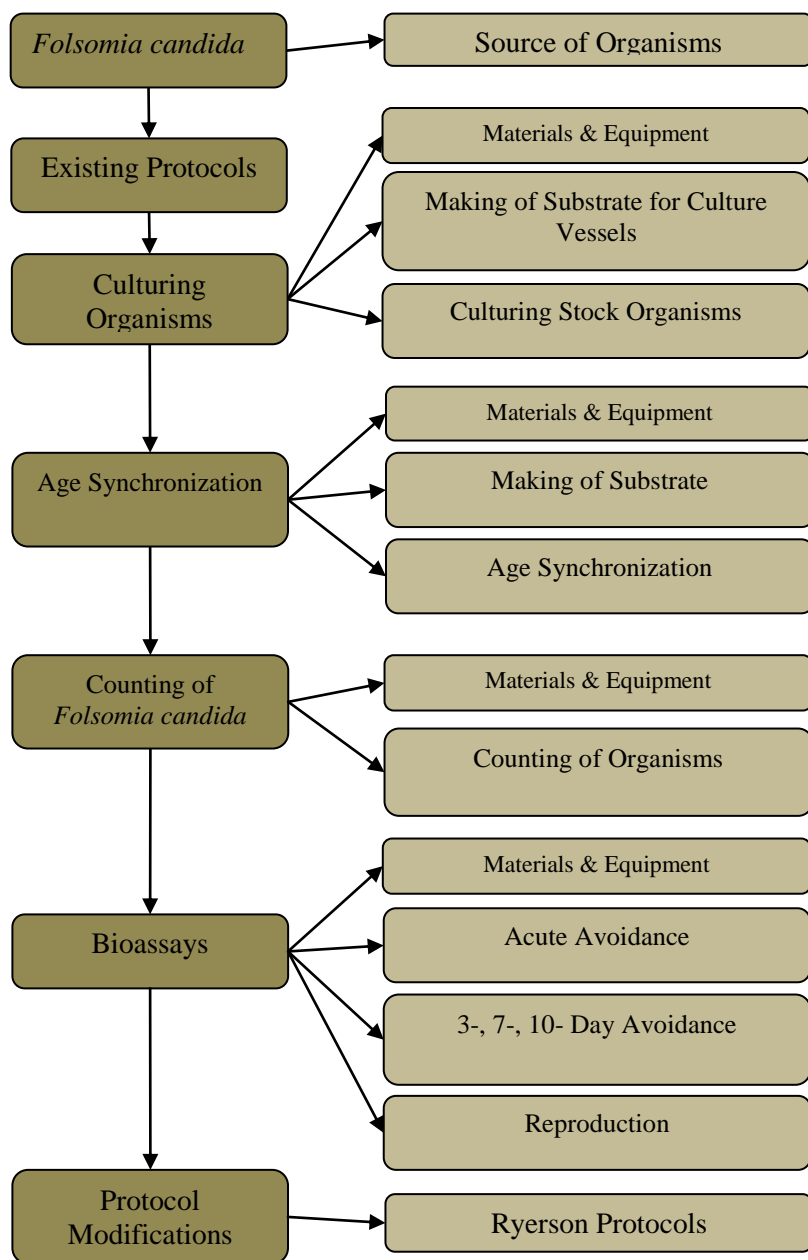 Folsomia candida
Source of Organisms
Existing Protocols
Materials & Equipment
Making of Substrate for Culture
Vessels
Culturing
Organisms
Culturing Stock Organisms
Materials & Equipment
Age Synchronization
Making of Substrate
Age Synchronization
Counting of
Folsomia candida
Materials & Equipment
Counting of Organisms
Materials & Equipment
Bioassays
Acute Avoidance
3-, 7-, 10- Day Avoidance
Reproduction
Protocol
Modifications
Ryerson Protocols